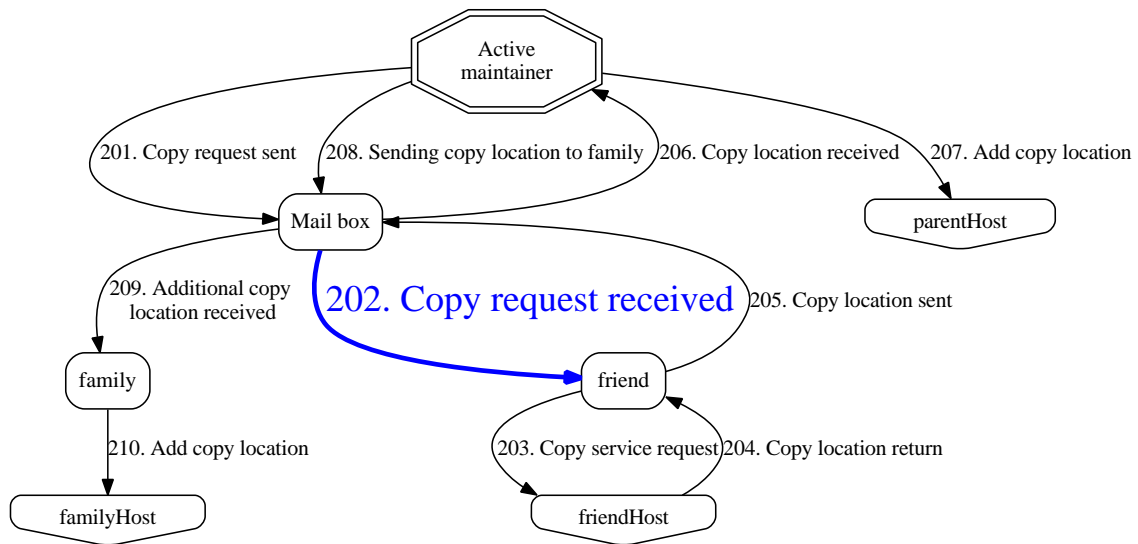 Active
maintainer
201. Copy request sent
208. Sending copy location to family
206. Copy location received
207. Add copy location
Mail box
parentHost
209. Additional copy
location received
202. Copy request received
205. Copy location sent
family
friend
210. Add copy location
203. Copy service request
204. Copy location return
familyHost
friendHost